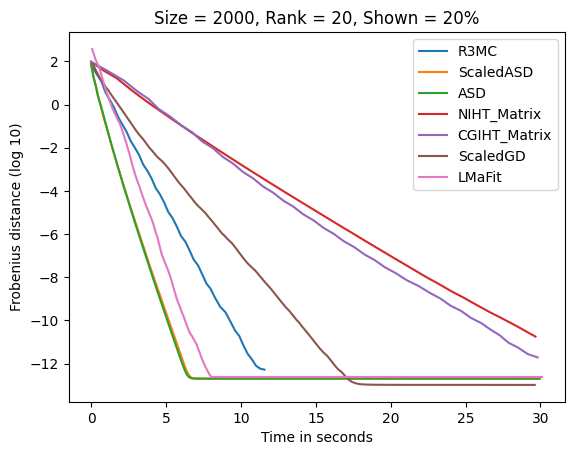 Size = 2000, Rank = 20, Shown = 20%
Frobenius distance (log 10)
2
0
−2
−4
−6
−8
−10
−12
R3MC
ScaledASD
ASD
NIHT_Matrix
CGIHT_Matrix
ScaledGD
LMaFit
0 5 10 15 20 25 30
Time in seconds